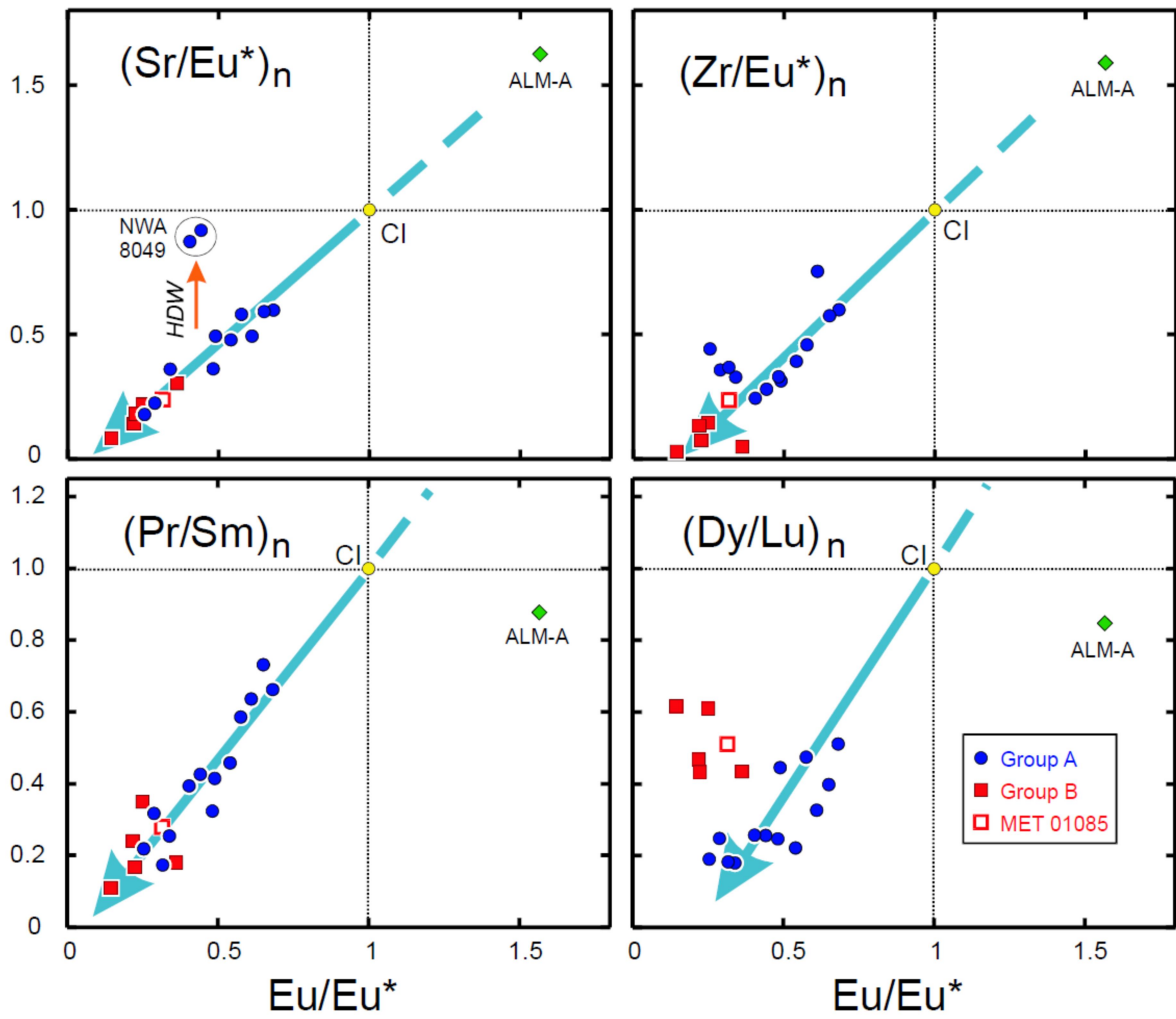 (Sr/Eu*)n
ALM-A
1.5
1.0
0.5
0
CI
NWA
8049
HDW
(Zr/Eu*)n
ALM-A
CI
(Pr/Sm)n
CI
ALM-A
1.2
1.0
0.8
0.6
0.4
0.2
0
0 0.5 1 1.5
Eu/Eu*
(Dy/Lu)n
CI
ALM-A
Group A
Group B
MET 01085
0 0.5 1 1.5
Eu/Eu*